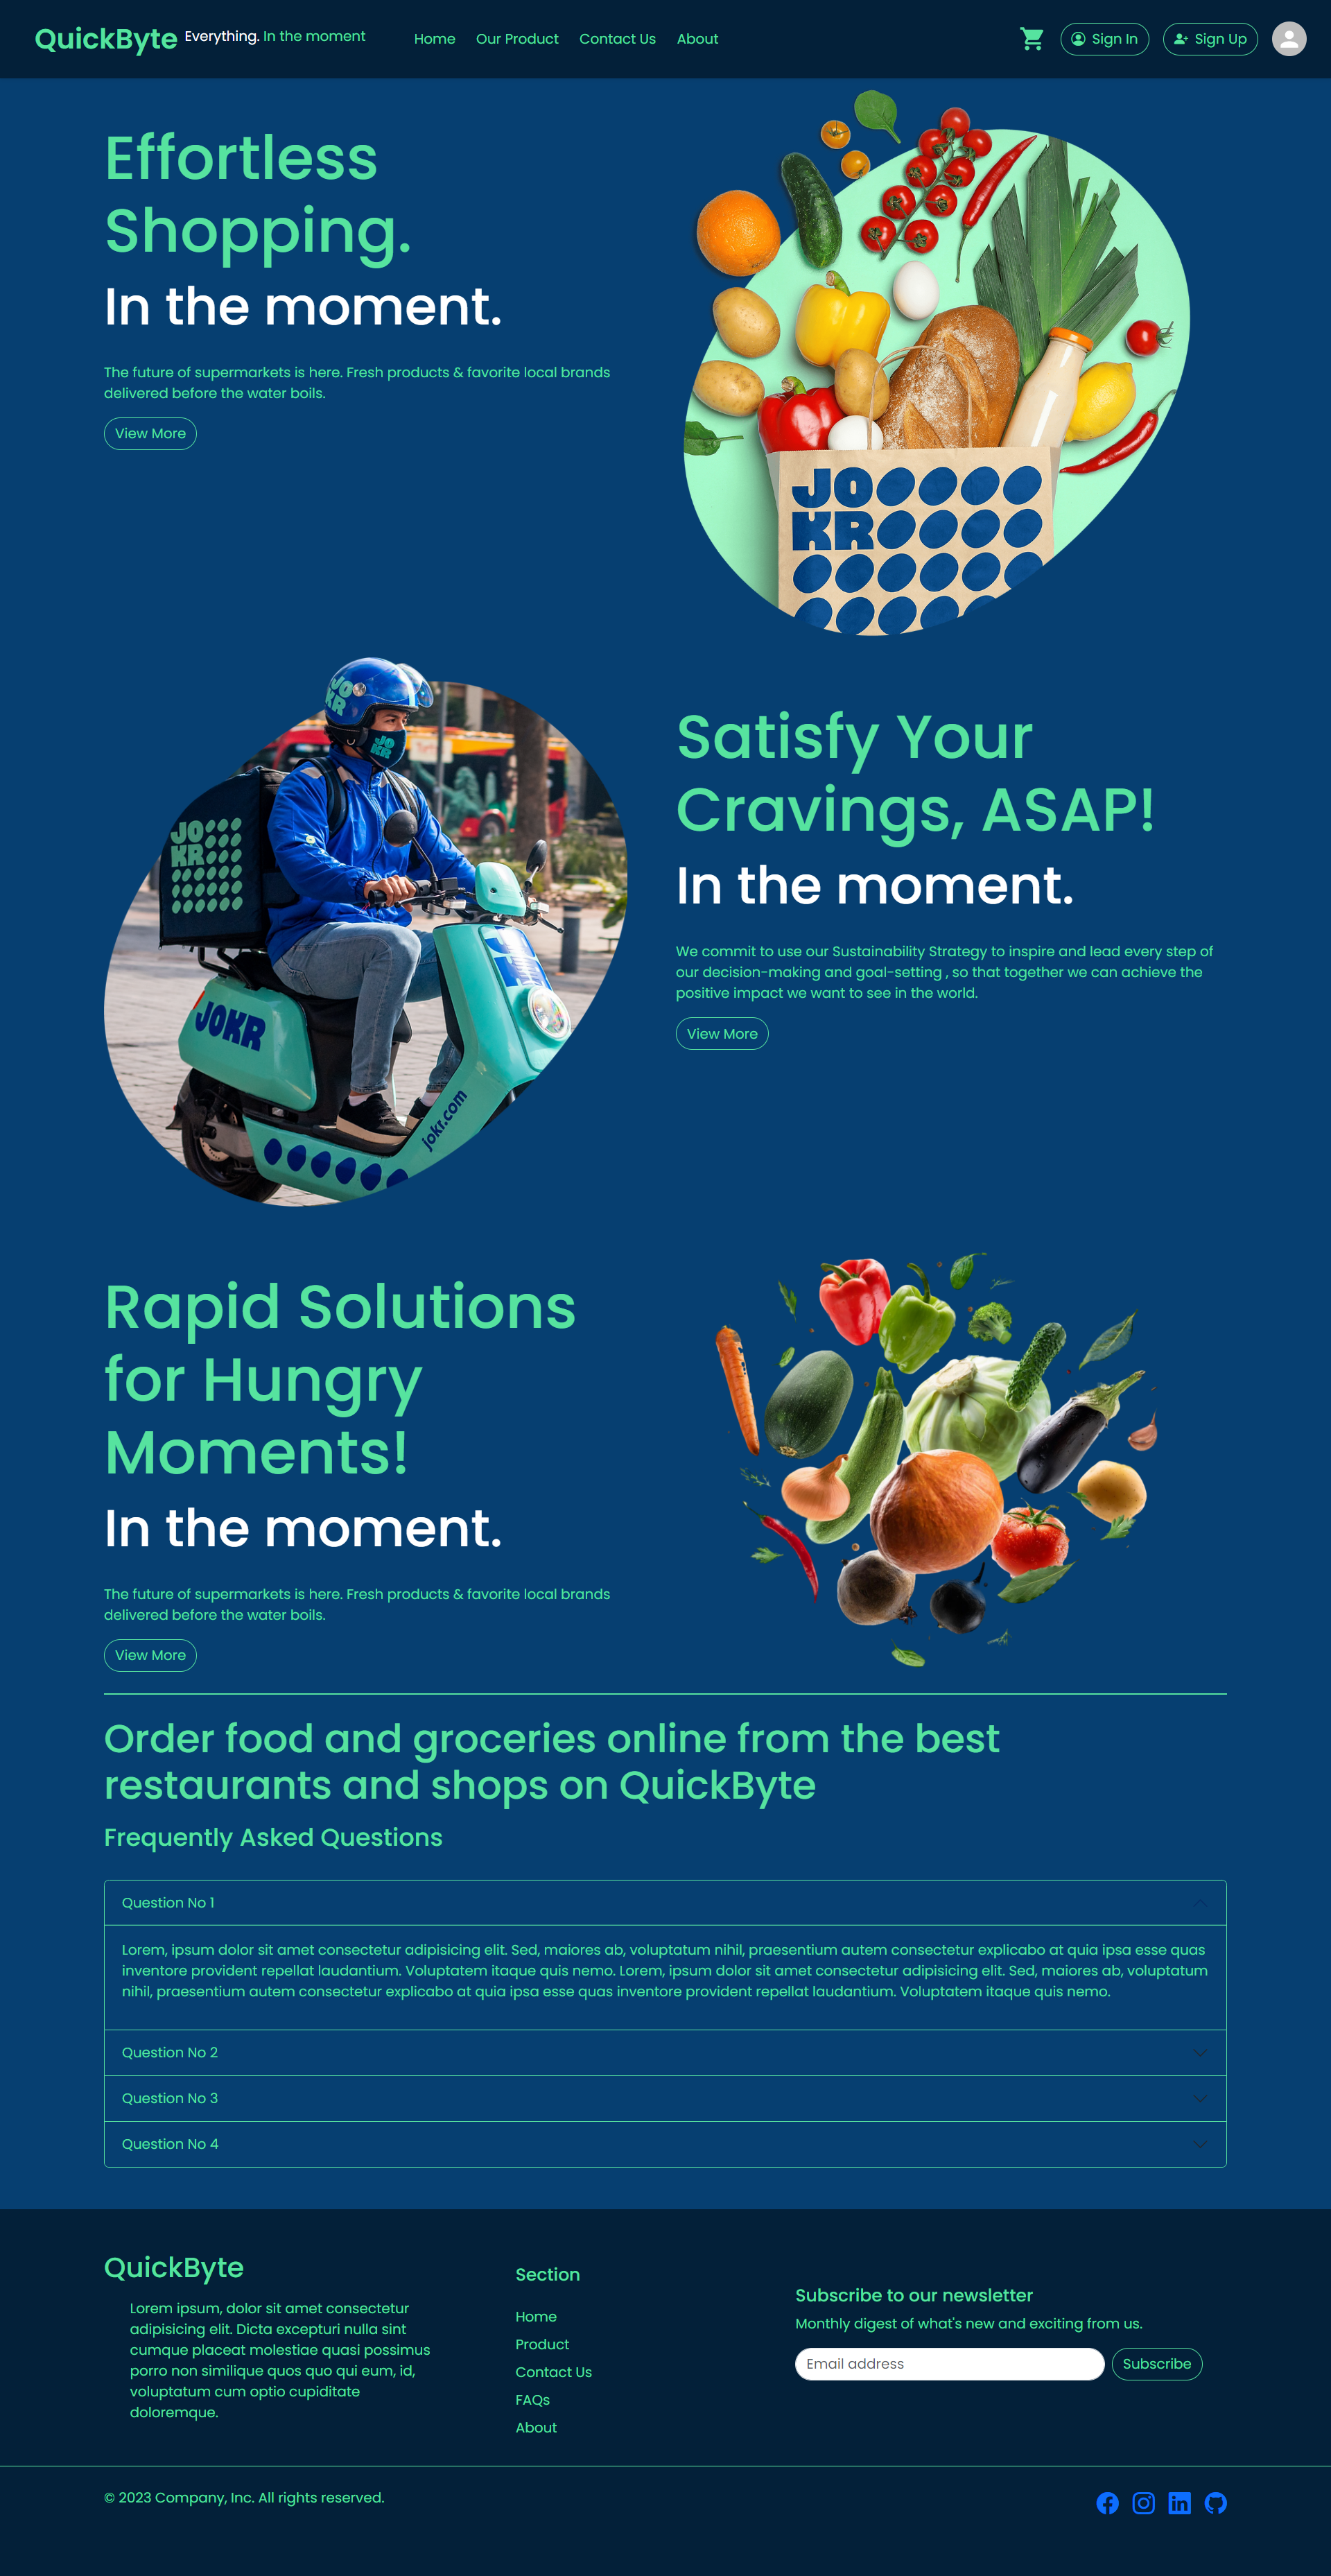 QuickByte Everything. In the moment
Home Our Product Contact Us About
Sign In Sign Up
Effortless
Shopping.
In the moment.
The future of supermarkets is here. Fresh products & favorite local brands
delivered before the water boils.
View More
JO
KR
JO
KR
JO
KR
JO
KR
JOKR
jokr.com
Satisfy Your
Cravings, ASAP!
In the moment.
We commit to use our Sustainability Strategy to inspire and lead every step of
our decision-making and goal-setting , so that together we can achieve the
positive impact we want to see in the world.
View More
Rapid Solutions
for Hungry
Moments!
In the moment.
The future of supermarkets is here. Fresh products & favorite local brands
delivered before the water boils.
View More
Order food and groceries online from the best
restaurants and shops on QuickByte
Frequently Asked Questions
Question No 1
Lorem, ipsum dolor sit amet consectetur adipisicing elit. Sed, maiores ab, voluptatum nihil, praesentium autem consectetur explicabo at quia ipsa esse quas
inventore provident repellat laudantium. Voluptatem itaque quis nemo. Lorem, ipsum dolor sit amet consectetur adipisicing elit. Sed, maiores ab, voluptatum
nihil, praesentium autem consectetur explicabo at quia ipsa esse quas inventore provident repellat laudantium. Voluptatem itaque quis nemo.
Question No 2
Question No 3
Question No 4
QuickByte
Lorem ipsum, dolor sit amet consectetur
adipisicing elit. Dicta excepturi nulla sint
cumque placeat molestiae quasi possimus
porro non similique quos quo qui eum, id,
voluptatum cum optio cupiditate
doloremque.
Section
Home
Product
Contact Us
FAQs
About
Subscribe to our newsletter
Monthly digest of what's new and exciting from us.
Email address Subscribe
© 2023 Company, Inc. All rights reserved.